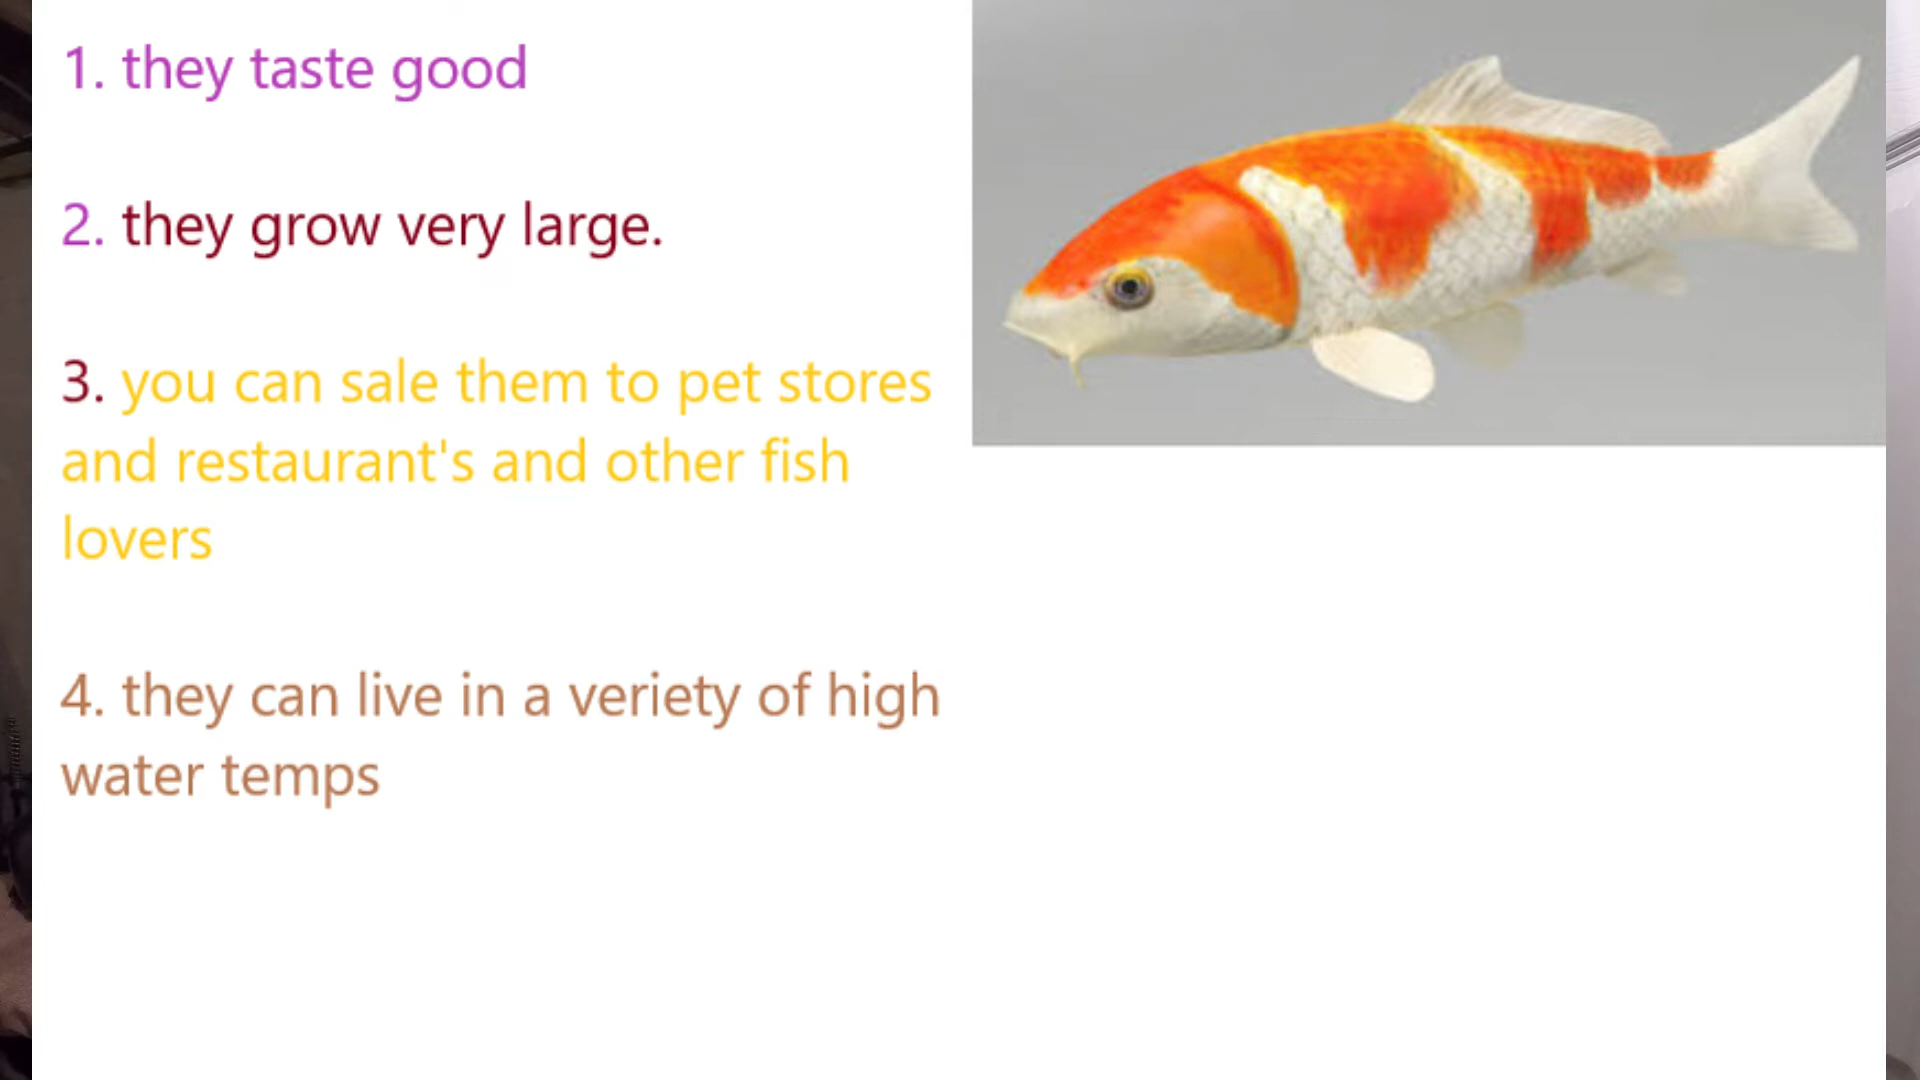 1. they taste good
2. they grow very large.
3. you can sale them to pet stores
and restaurant's and other fish
lovers
4. they can live in a veriety of high
water temps